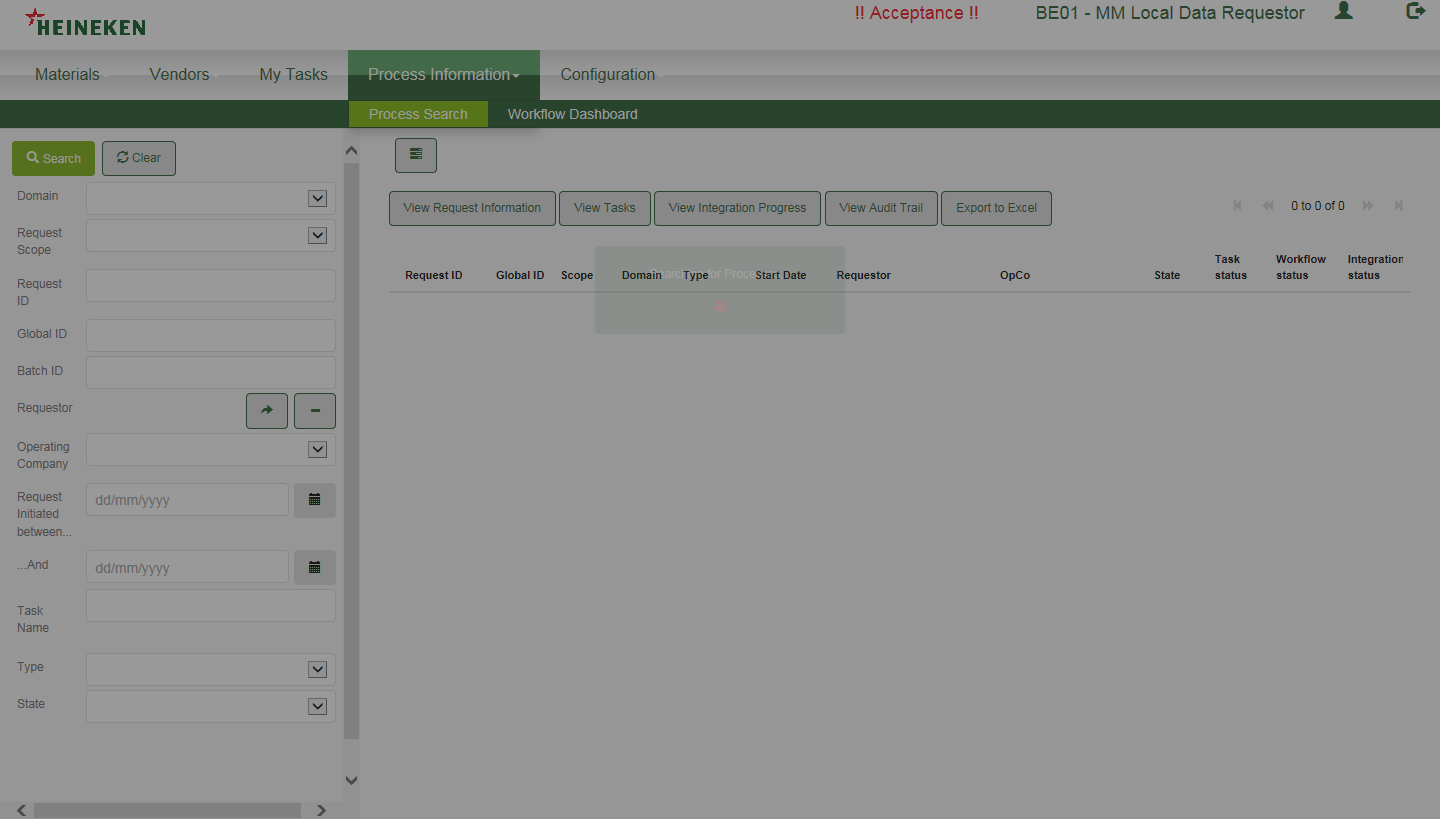 HEINEKEN
!! Acceptance !!
BE01 - MM Local Data Requestor
Materials
Vendors
My Tasks
Process Information
Configuration
Process Search
Workflow Dashboard
Search
Clear
Domain
Request
Scope
Request
ID
Global ID
Batch ID
Requestor
Operating
Company
Request
Initiated
between...
dd/mm/yyyy
...And
dd/mm/yyyy
Task
Name
Type
State
View Request Information
View Tasks
View Integration Progress
View Audit Trail
Export to Excel
0 to 0 of 0
Request ID
Global ID
Scope
Domain
Type
Start Date
Requestor
OpCo
State
Task
status
Workflow
status
Integration
status
for